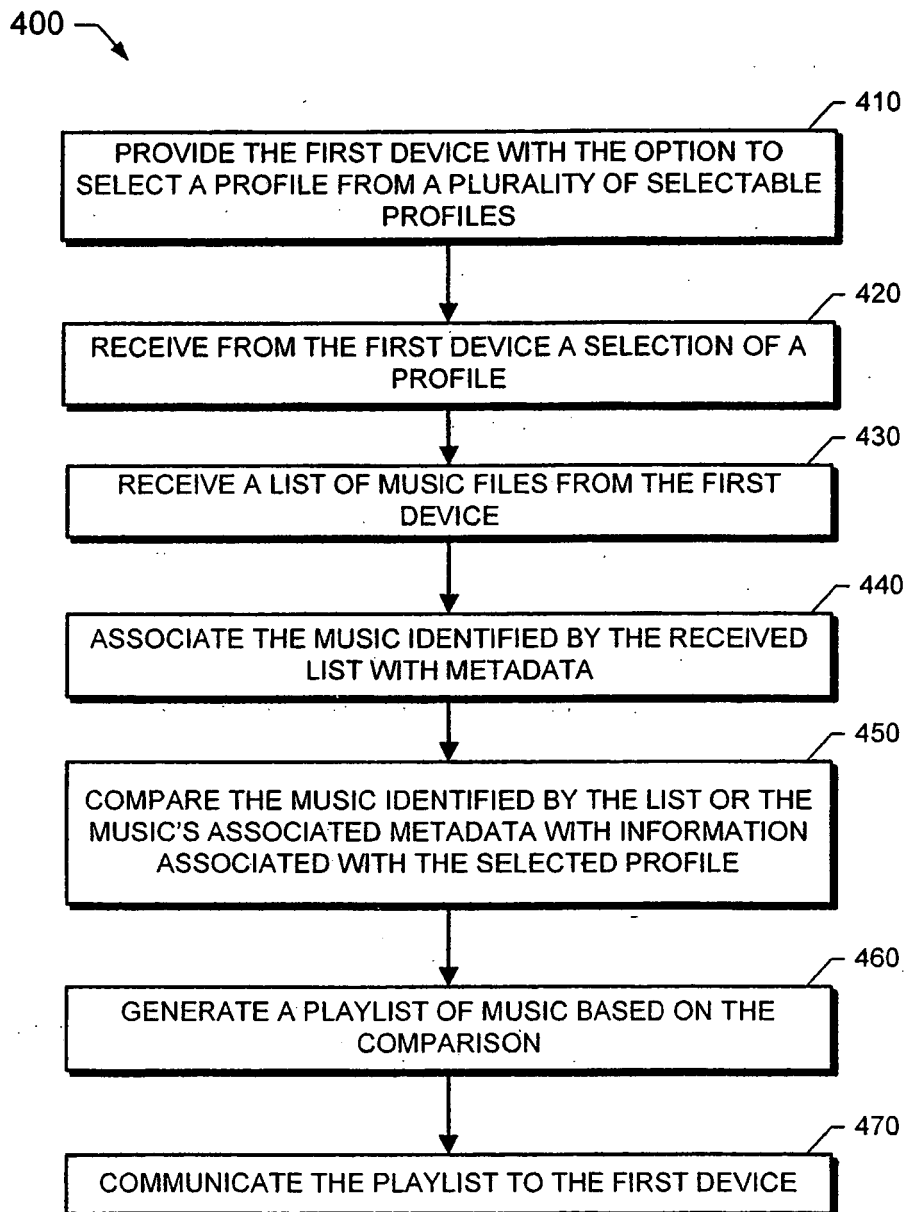 400
410
PROVIDE THE FIRST DEVICE WITH THE OPTION TO
SELECT A PROFILE FROM A PLURALITY OF SELECTABLE
PROFILES
420
RECEIVE FROM THE FIRST DEVICE A SELECTION OF A
PROFILE
430
RECEIVE A LIST OF MUSIC FILES FROM THE FIRST
DEVICE
440
ASSOCIATE THE MUSIC IDENTIFIED BY THE RECEIVED
LIST WITH METADATA
450
COMPARE THE MUSIC IDENTIFIED BY THE LIST OR THE
MUSIC'S ASSOCIATED METADATA WITH INFORMATION
ASSOCIATED WITH THE SELECTED PROFILE
460
GENERATE A PLAYLIST OF MUSIC BASED ON THE
COMPARISON
470
COMMUNICATE THE PLAYLIST TO THE FIRST DEVICE